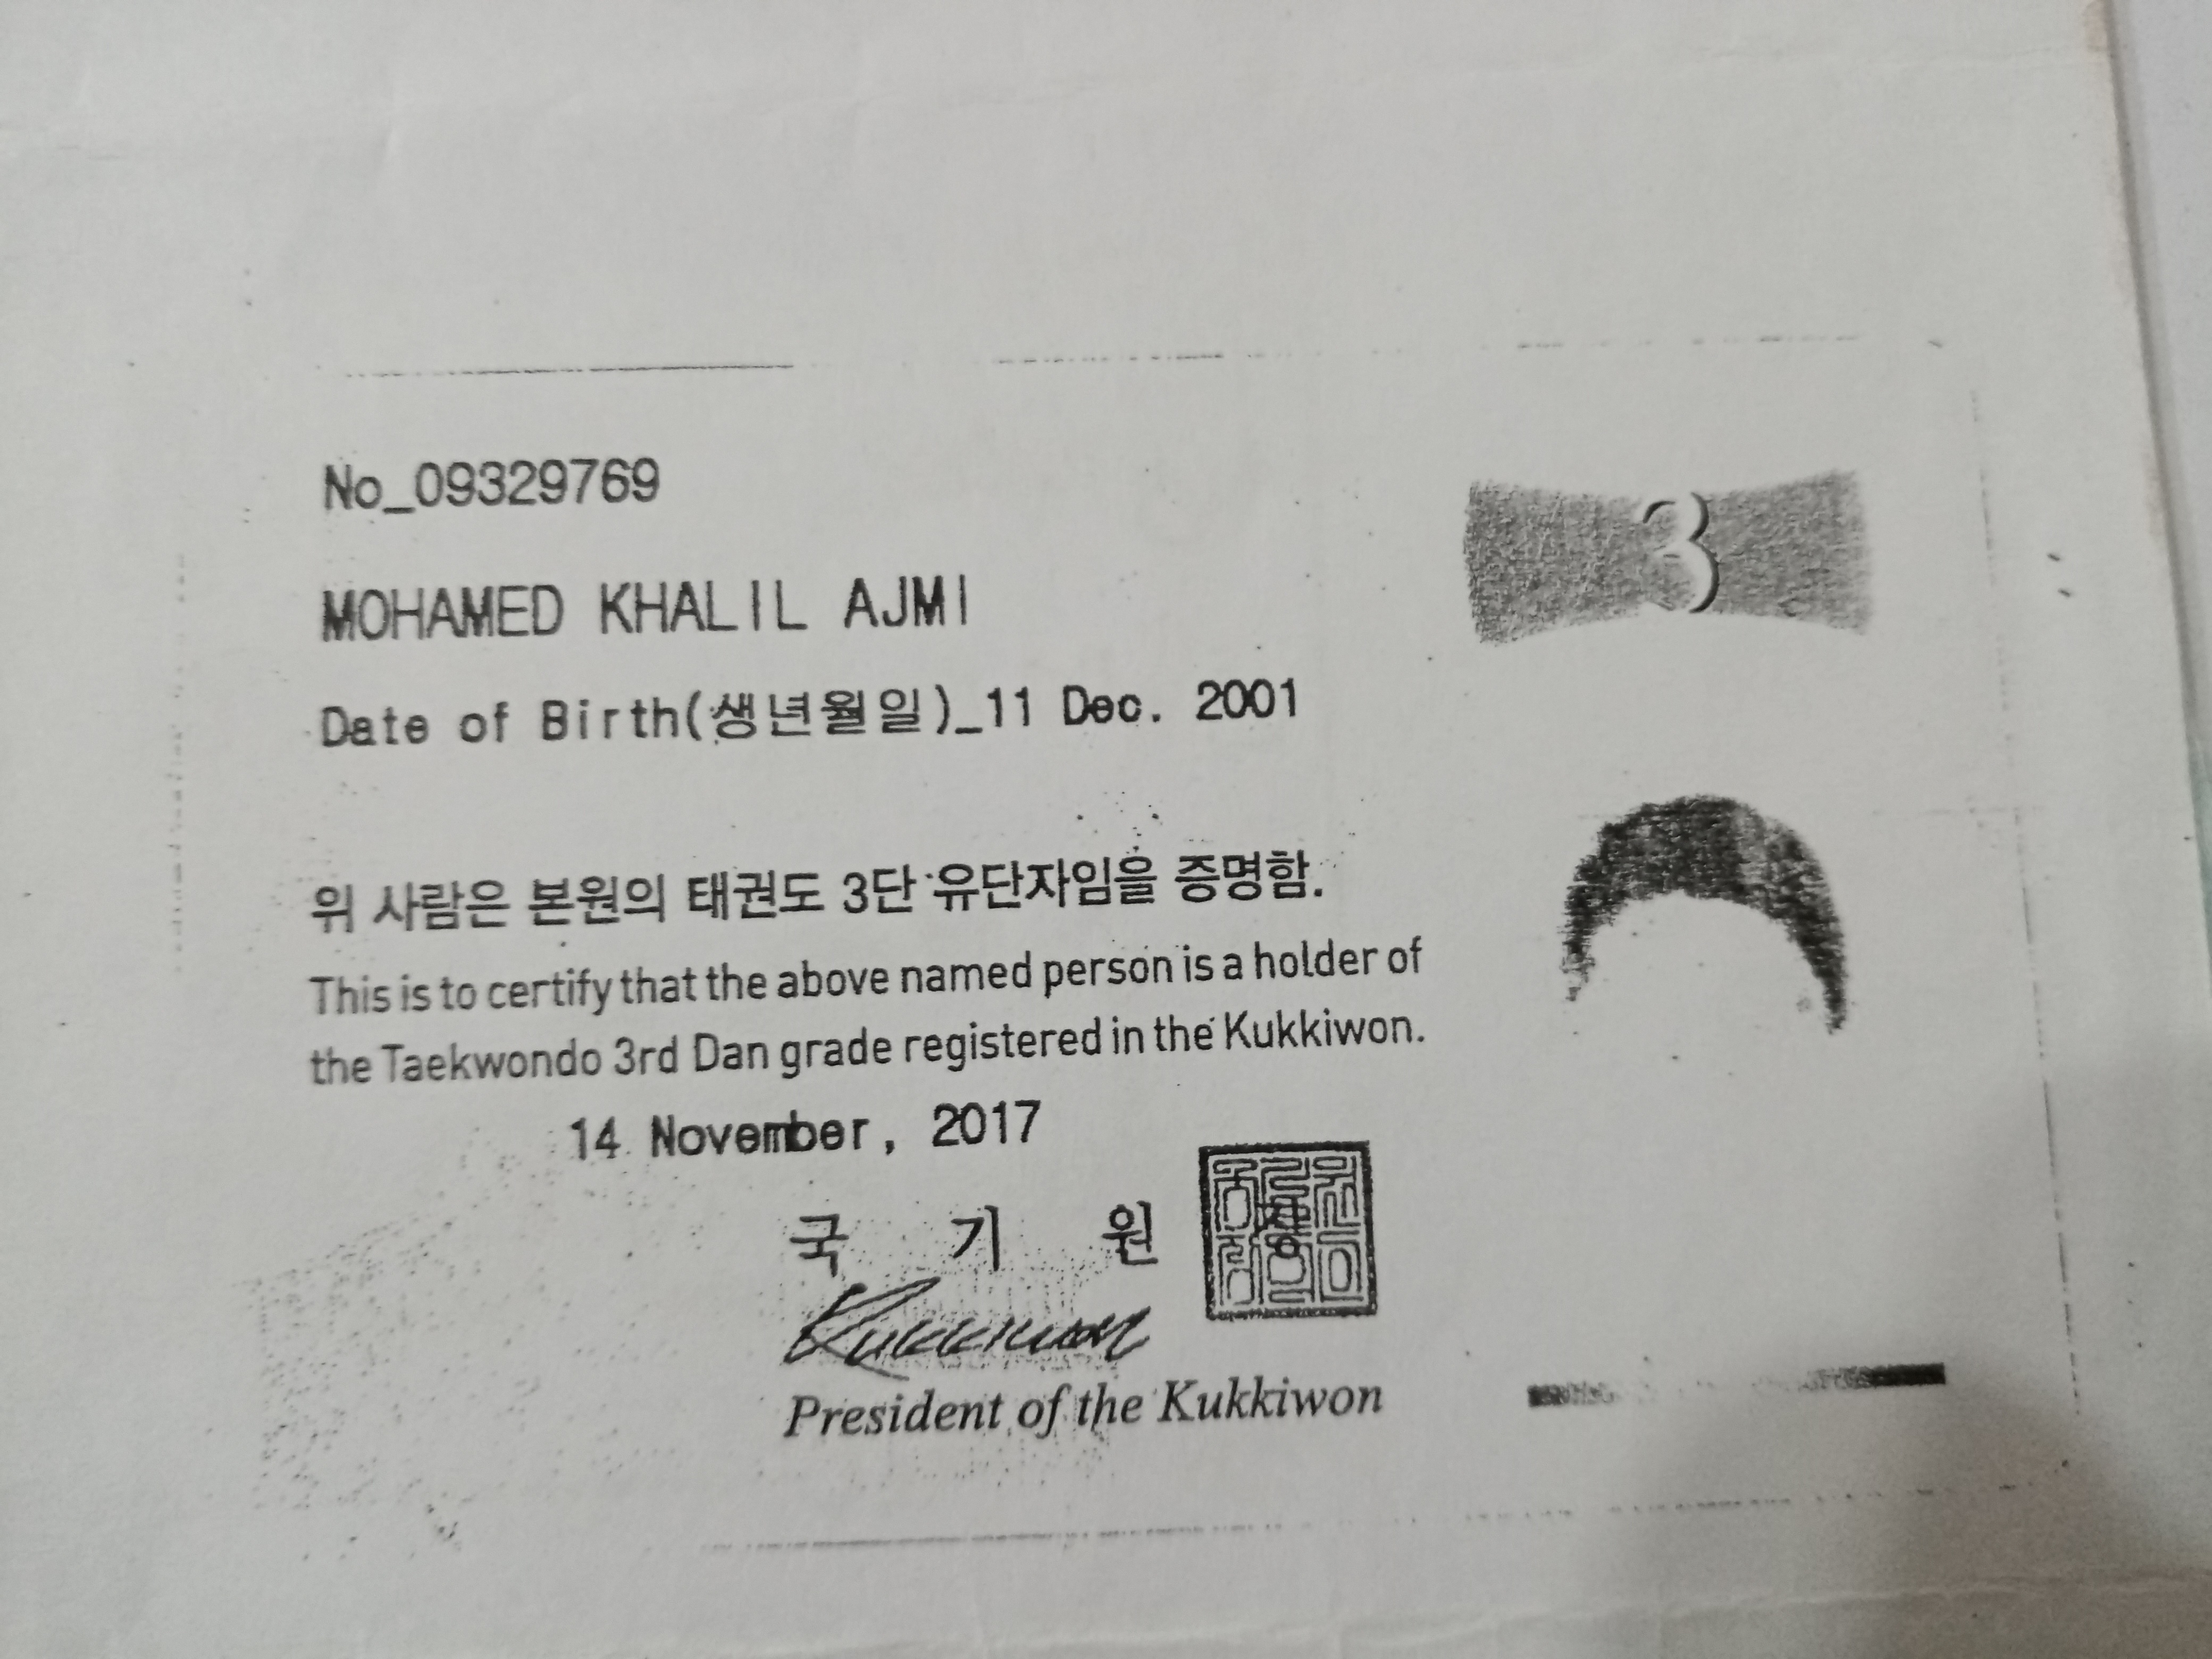 No_09329769
3
MOHAMED KHALIL AJMI
Date of Birth(생년월일)_11 Dec. 2001
위 사람은 본원의 태권도 3단 유단자임을 증명함.
This is to certify that the above named person is a holder of
the Taekwondo 3rd Dan grade registered in the Kukkiwon.
14 November, 2017
국 기 원
Kukkiwon
President of the Kukkiwon